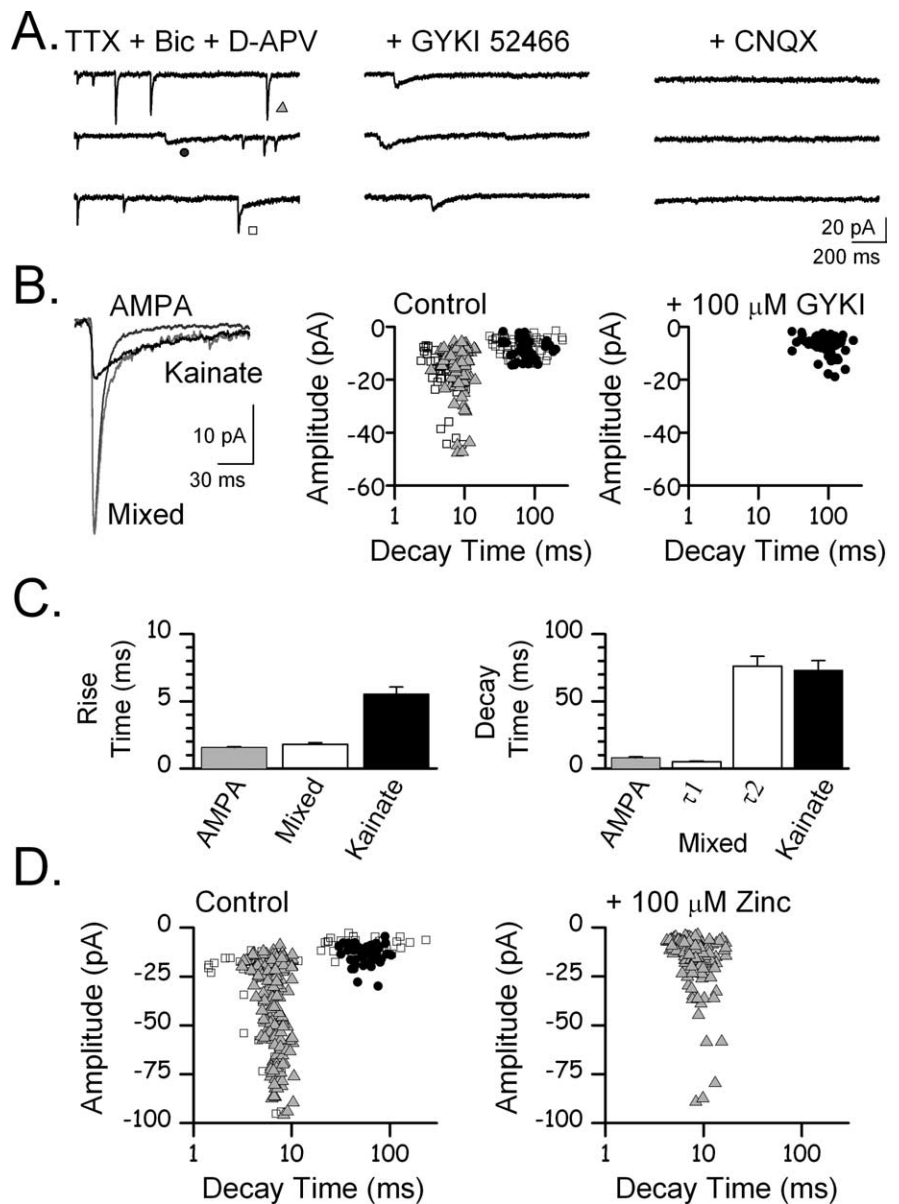 A.
TTX + Bic + D-APV
+ GYKI 52466
+ CNQX
20 pA
200 ms
B.
AMPA
Kainate
Mixed
10 pA
30 ms
Control
Amplitude (pA)
0
-20
-40
-60
1
10
100
Decay Time (ms)
+ 100 μM GYKI
Amplitude (pA)
0
-20
-40
-60
1
10
100
Decay Time (ms)
C.
Rise
Time (ms)
10
5
0
AMPA
Mixed
Kainate
Decay
Time (ms)
100
50
0
AMPA
τ1
τ2
Mixed
Kainate
D.
Control
Amplitude (pA)
0
-25
-50
-75
-100
1
10
100
Decay Time (ms)
+ 100 μM Zinc
Amplitude (pA)
0
-25
-50
-75
-100
1
10
100
Decay Time (ms)